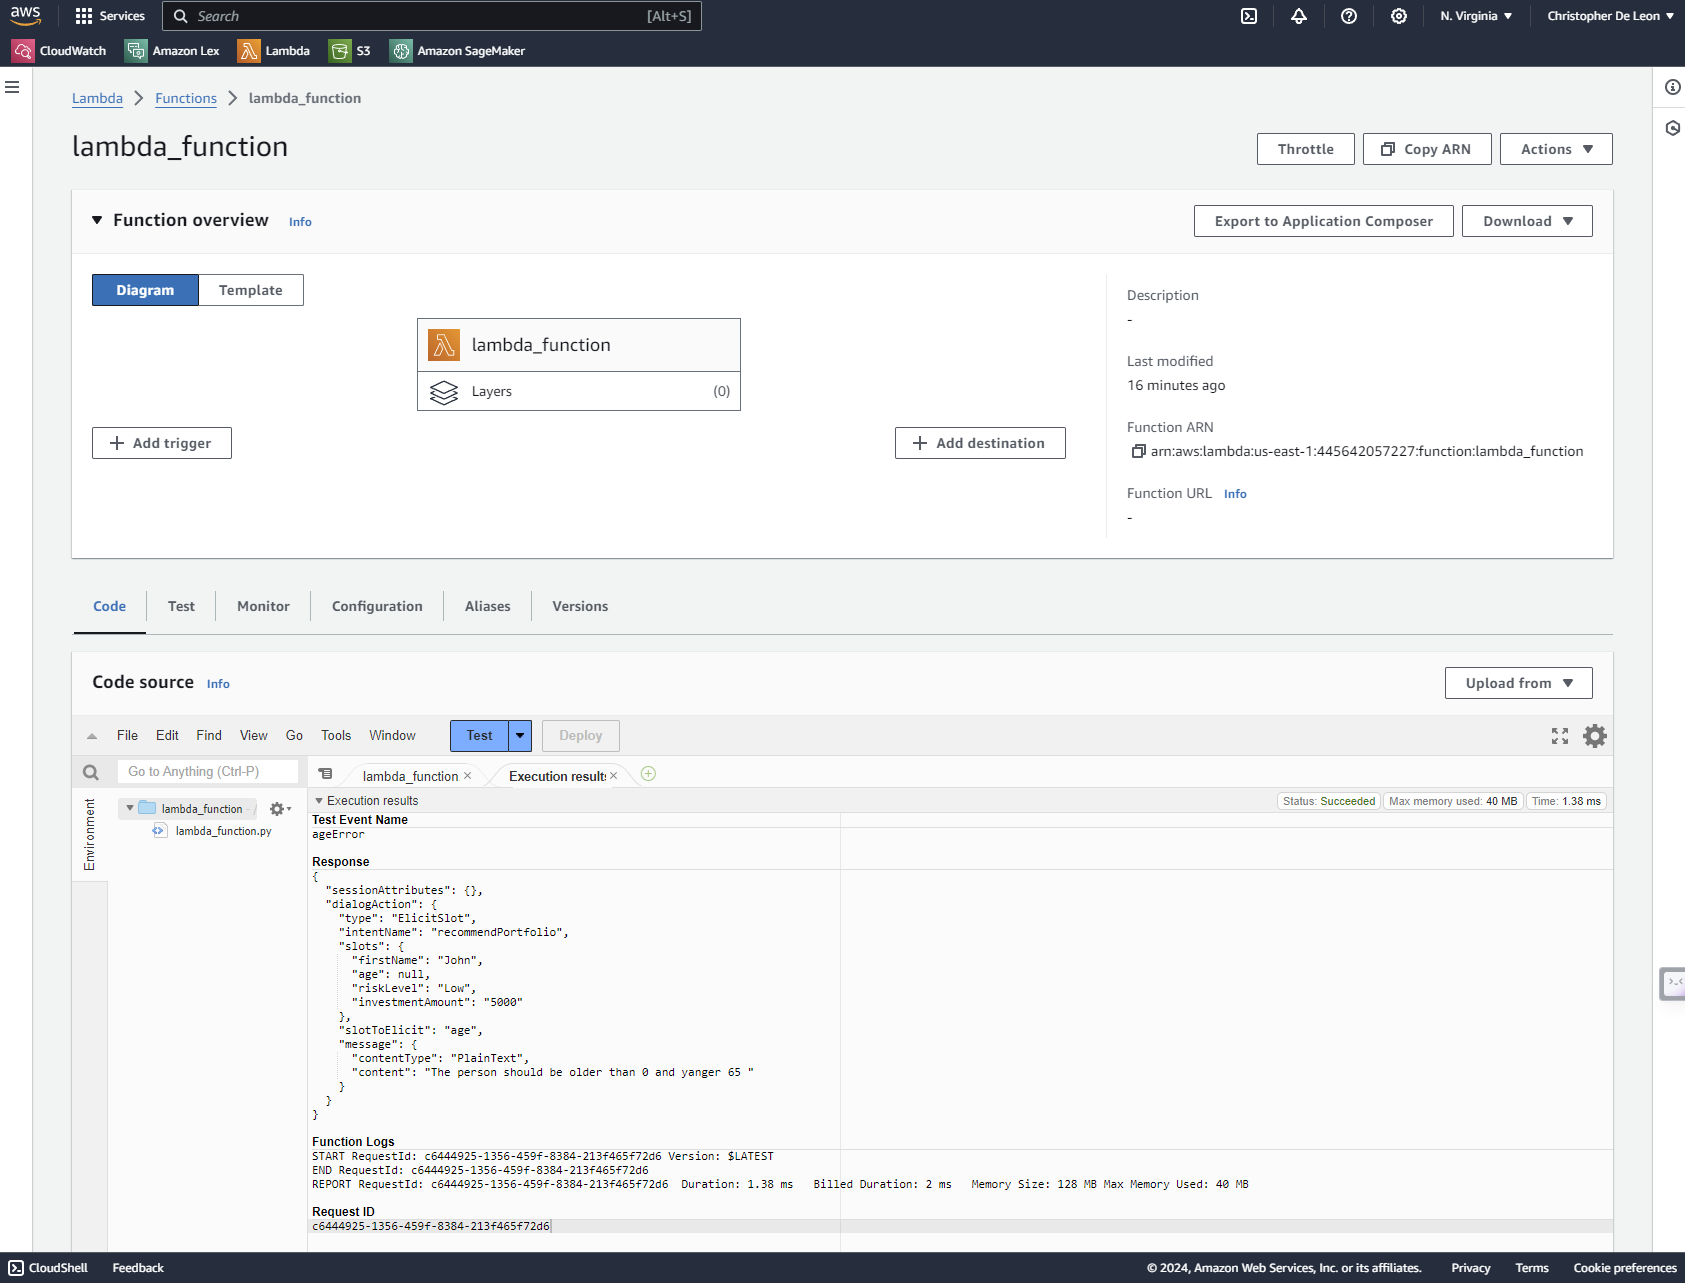 aws
Services
Search
[Alt+S]
N. Virginia
Christopher De Leon
CloudWatch
Amazon Lex
Lambda
S3
Amazon SageMaker
Lambda
Functions
lambda_function
lambda_function
Throttle
Copy ARN
Actions
Function overview
Info
Export to Application Composer
Download
Diagram
Template
lambda_function
Layers
(0)
Add trigger
Add destination
Description
-
Last modified
16 minutes ago
Function ARN
arn:aws:lambda:us-east-1:445642057227:function:lambda_function
Function URL Info
-
Code
Test
Monitor
Configuration
Aliases
Versions
Code source
Info
Upload from
File
Edit
Find
View
Go
Tools
Window
Test
Deploy
Go to Anything (Ctrl-P)
lambda_function
Execution results
Environment
lambda_function - /
lambda_function.py
Execution results
Status: Succeeded
Max memory used: 40 MB
Time: 1.38 ms
Test Event Name
ageError
Response
{
"sessionAttributes": {},
"dialogAction": {
"type": "ElicitSlot",
"intentName": "recommendPortfolio",
"slots": {
"firstName": "John",
"age": null,
"riskLevel": "Low",
"investmentAmount": "5000"
},
"slotToElicit": "age",
"message": {
"contentType": "PlainText",
"content": "The person should be older than 0 and yanger 65 "
}
}
}
Function Logs
START RequestId: c6444925-1356-459f-8384-213f465f72d6 Version: $LATEST
END RequestId: c6444925-1356-459f-8384-213f465f72d6
REPORT RequestId: c6444925-1356-459f-8384-213f465f72d6 Duration: 1.38 ms Billed Duration: 2 ms Memory Size: 128 MB Max Memory Used: 40 MB
Request ID
c6444925-1356-459f-8384-213f465f72d6
CloudShell
Feedback
© 2024, Amazon Web Services, Inc. or its affiliates.
Privacy
Terms
Cookie preferences